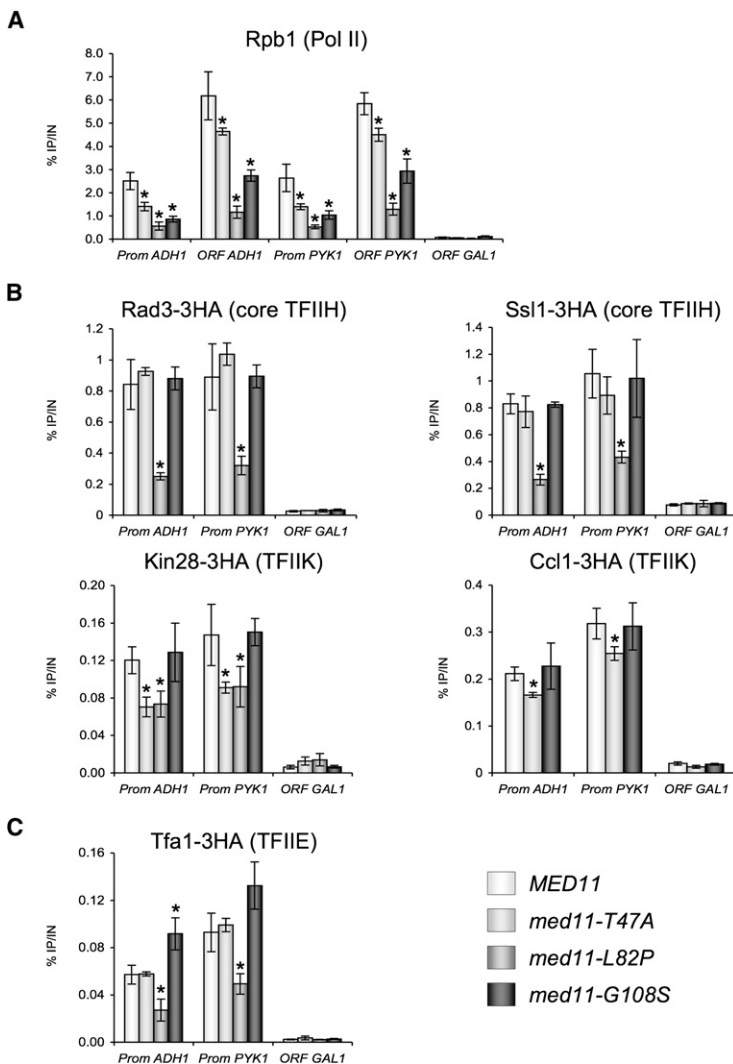 A
Rpb1 (Pol II)
% IP/IN
8.0
7.0
6.0
5.0
4.0
3.0
2.0
1.0
0.0
* * * * * * * * * * * *
Prom ADH1 ORF ADH1 Prom PYK1 ORF PYK1 ORF GAL1
B
Rad3-3HA (core TFIIH)
% IP/IN
1.2
1
0.8
0.6
0.4
0.2
0
* *
Prom ADH1 Prom PYK1 ORF GAL1
Ssl1-3HA (core TFIIH)
% IP/IN
1.4
1.2
1
0.8
0.6
0.4
0.2
0
* *
Prom ADH1 Prom PYK1 ORF GAL1
Kin28-3HA (TFIIK)
% IP/IN
0.20
0.16
0.12
0.08
0.04
0.00
* * * *
Prom ADH1 Prom PYK1 ORF GAL1
Ccl1-3HA (TFIIK)
% IP/IN
0.4
0.3
0.2
0.1
0
* *
Prom ADH1 Prom PYK1 ORF GAL1
C
Tfa1-3HA (TFIIE)
% IP/IN
0.16
0.12
0.08
0.04
0.00
* * *
Prom ADH1 Prom PYK1 ORF GAL1
MED11
med11-T47A
med11-L82P
med11-G108S